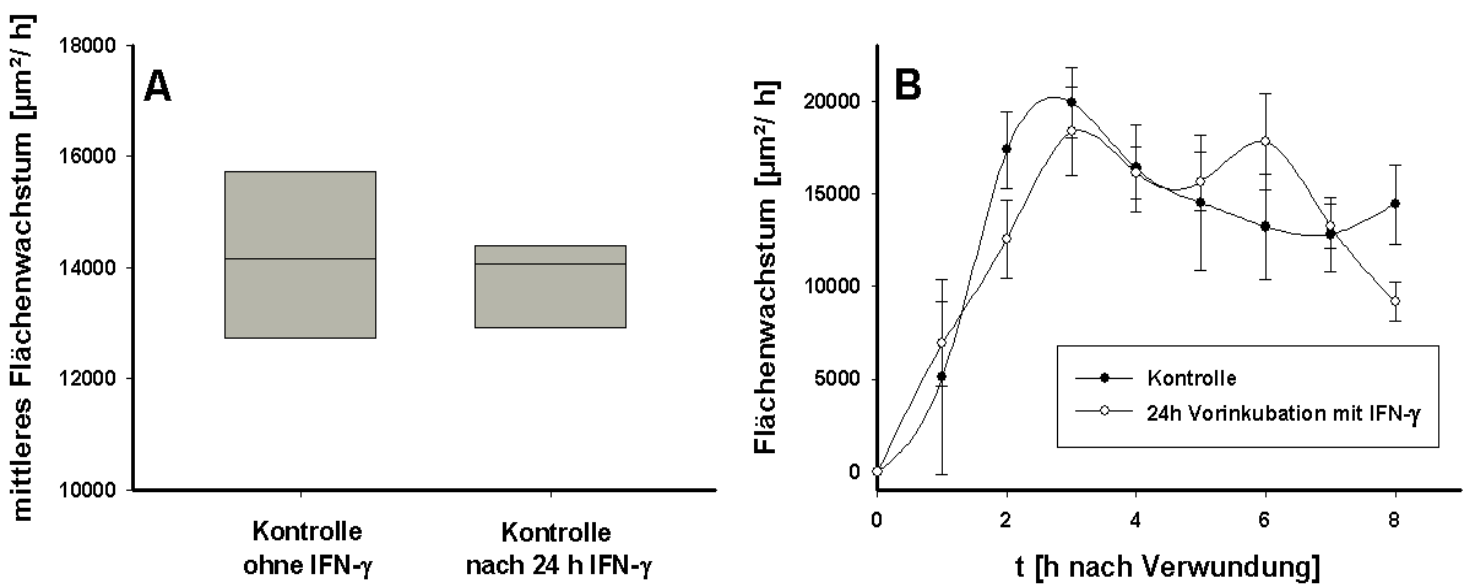 mittleres Flächenwachstum [µm²/ h]
18000
16000
14000
12000
10000
A
Kontrolle
ohne IFN-γ
Kontrolle
nach 24 h IFN-γ
Flächenwachstum [µm²/ h]
20000
15000
10000
5000
0
B
Kontrolle
24h Vorinkubation mit IFN-γ
0 2 4 6 8
t [h nach Verwundung]